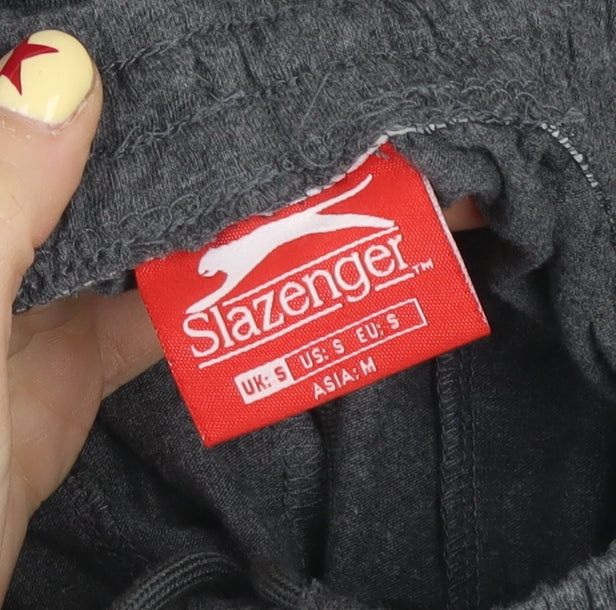 Slazenger™
UK: S US: S EU: S
ASIA: M